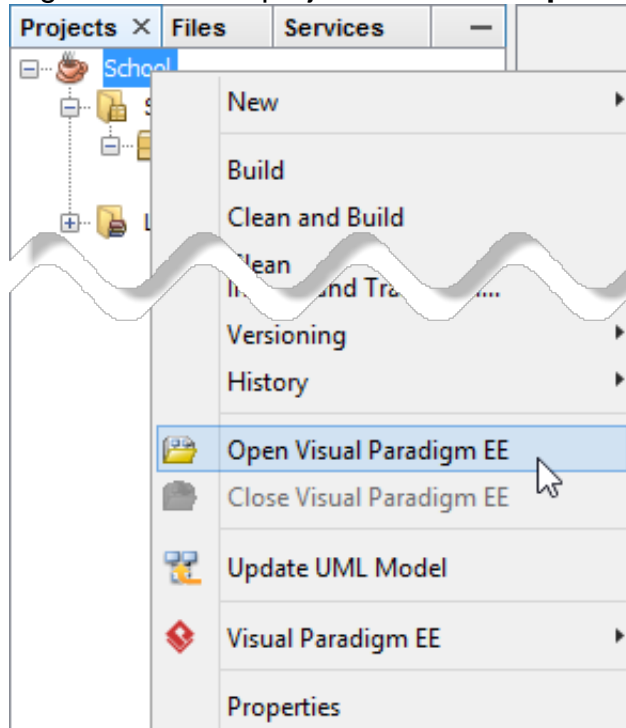 Projects Files Services
School
New
Build
Clean and Build
Clean
Versioning
History
Open Visual Paradigm EE
Close Visual Paradigm EE
Update UML Model
Visual Paradigm EE
Properties